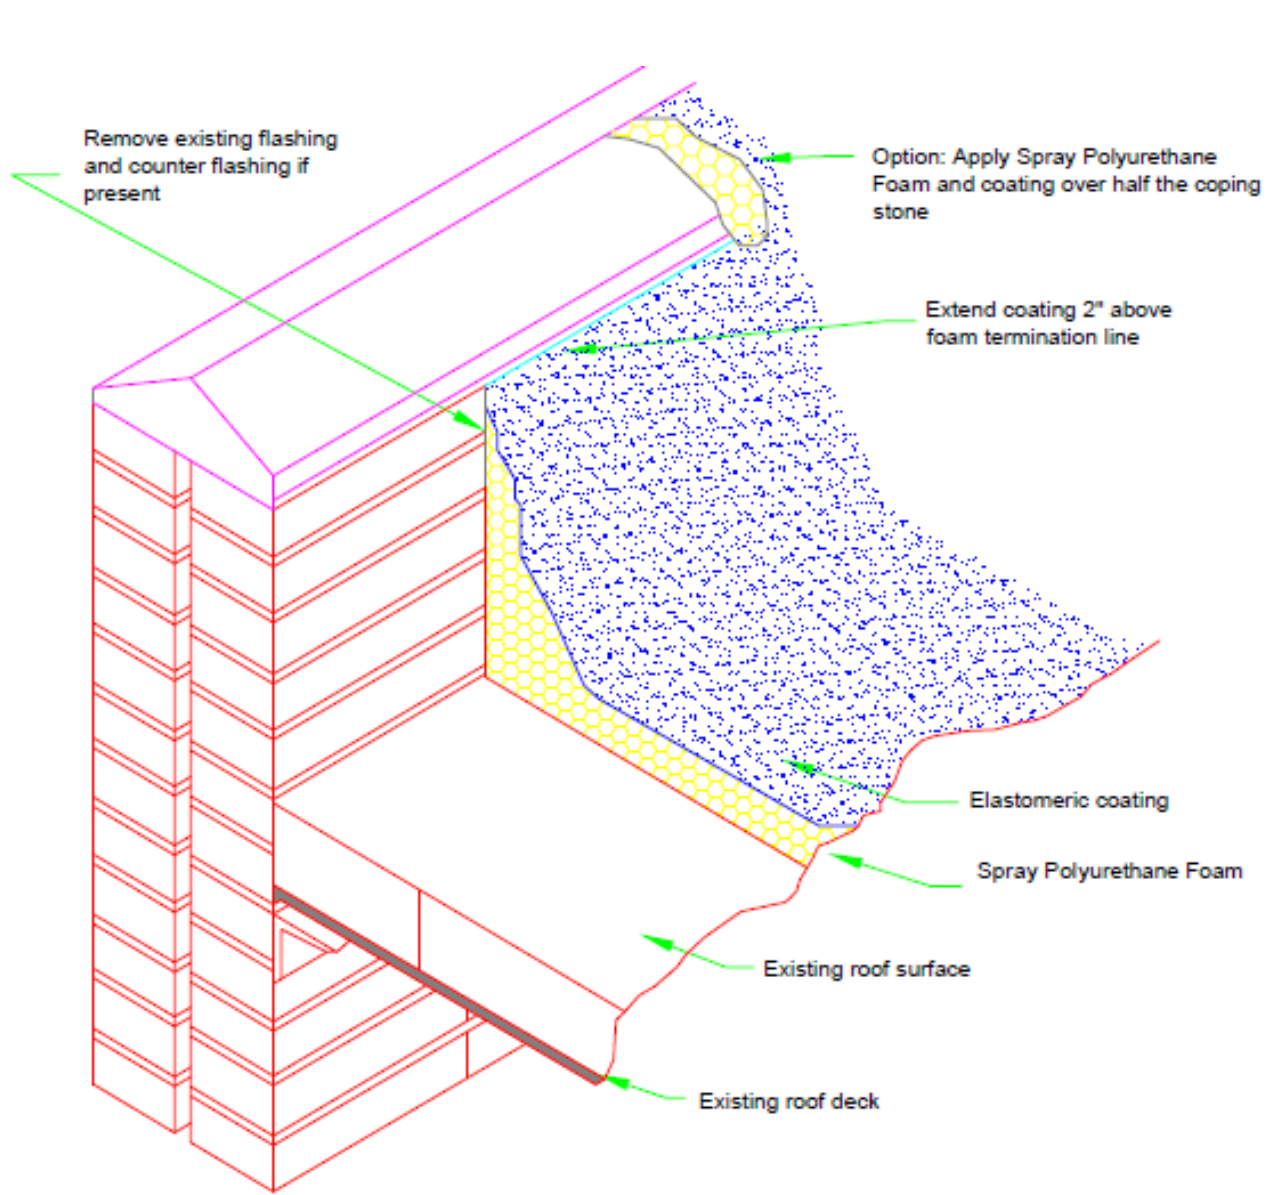 Remove existing flashing
and counter flashing if
present
Option: Apply Spray Polyurethane
Foam and coating over half the coping
stone
Extend coating 2" above
foam termination line
Elastomeric coating
Spray Polyurethane Foam
Existing roof surface
Existing roof deck